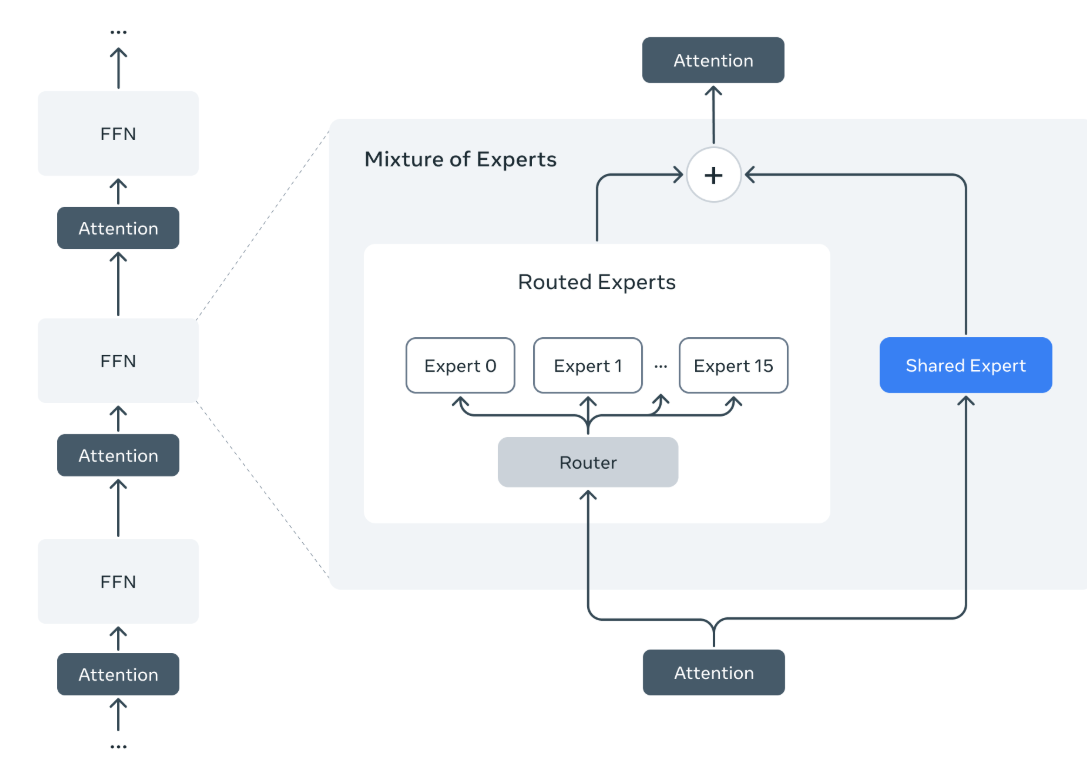 ...
FFN
Attention
FFN
Attention
FFN
Attention
...
Attention
Mixture of Experts
+
Routed Experts
Expert 0 Expert 1 ... Expert 15
Shared Expert
Router
Attention